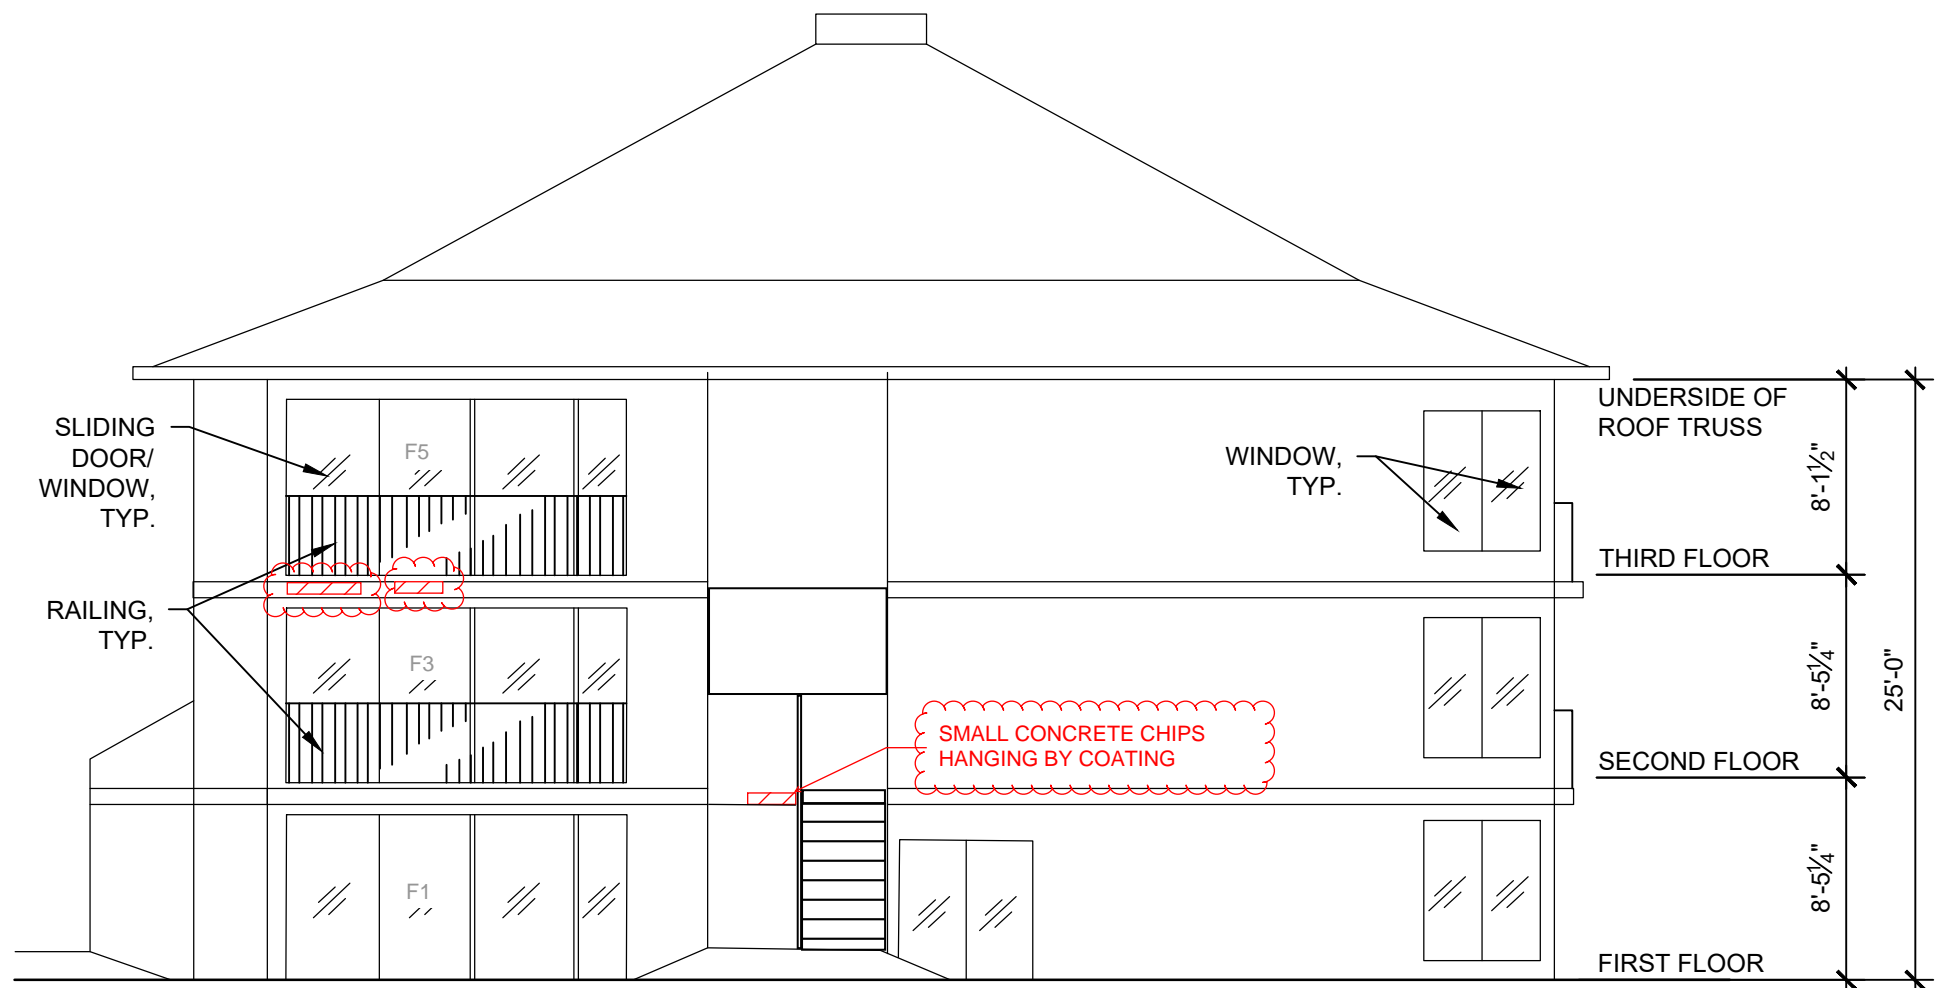 SLIDING
DOOR/
WINDOW,
TYP.
RAILING,
TYP.
F5
F3
F1
WINDOW,
TYP.
SMALL CONCRETE CHIPS
HANGING BY COATING
UNDERSIDE OF
ROOF TRUSS
THIRD FLOOR
SECOND FLOOR
FIRST FLOOR
8'-1½"
8'-5¼"
8'-5¼"
25'-0"